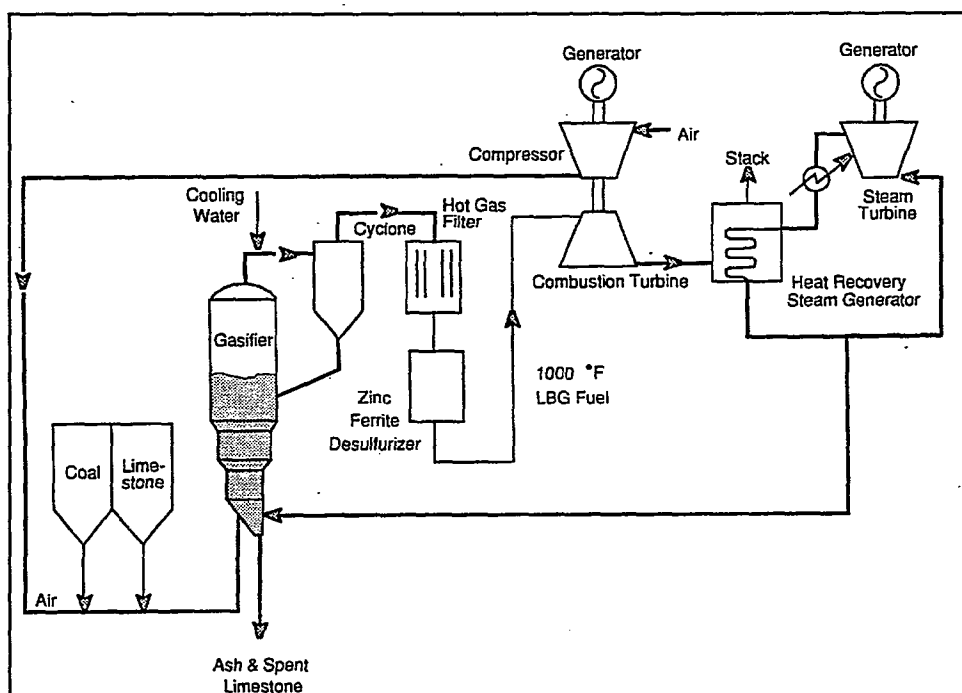 Generator
Generator
Air
Compressor
Stack
Cooling
Water
Hot Gas
Filter
Cyclone
Steam
Turbine
Combustion Turbine
Heat Recovery
Steam Generator
Gasifier
1000 °F
LBG Fuel
Zinc
Ferrite
Desulfurizer
Coal
Lime-
stone
Air
Ash & Spent
Limestone